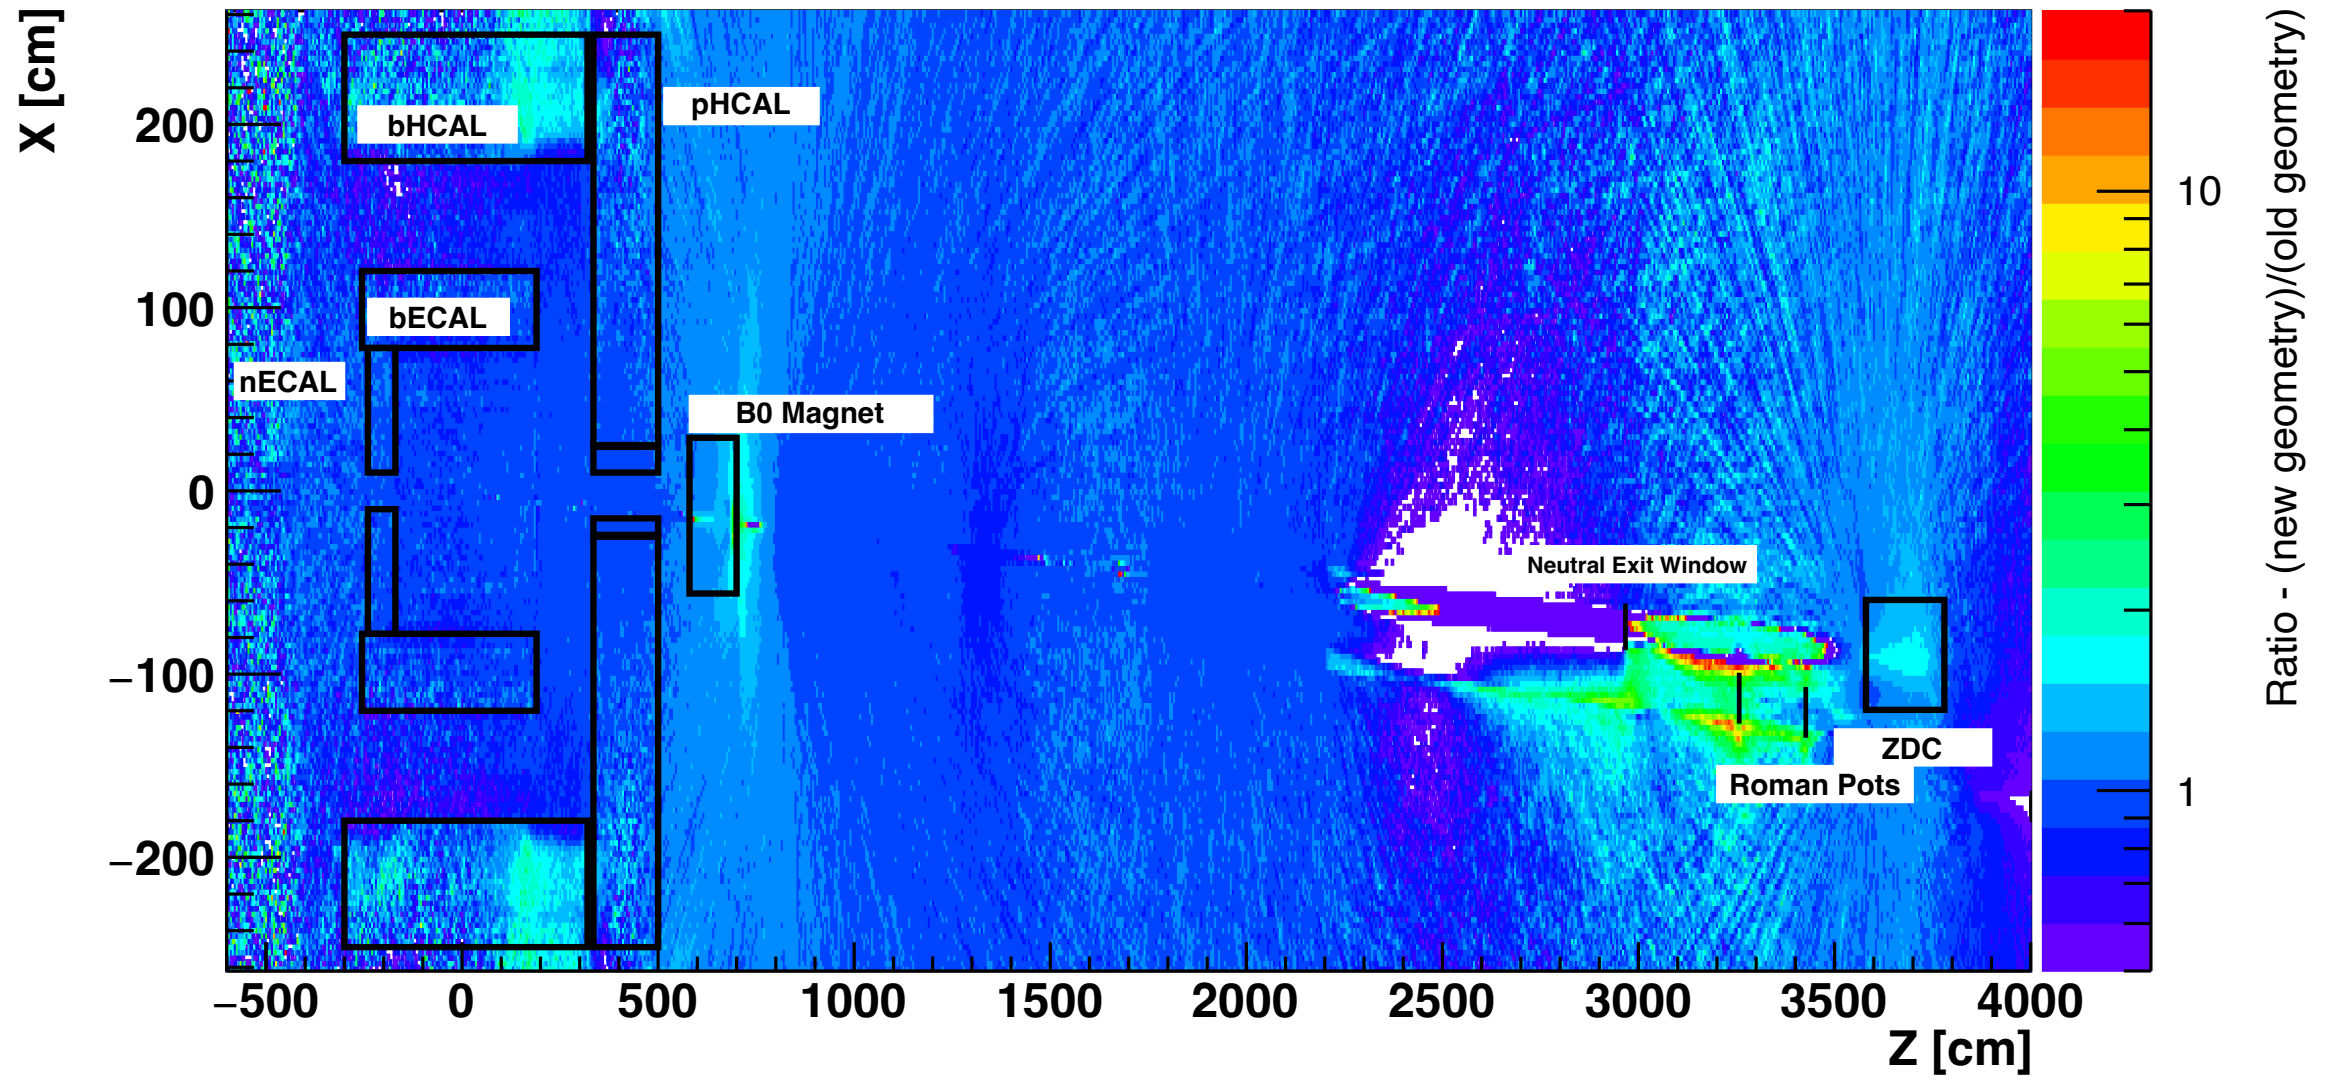 X [cm]
200
100
0
−100
−200
bHCAL
pHCAL
bECAL
nECAL
B0 Magnet
Neutral Exit Window
ZDC
Roman Pots
−500
0
500
1000
1500
2000
2500
3000
3500
4000
Z [cm]
10
1
Ratio - (new geometry)/(old geometry)